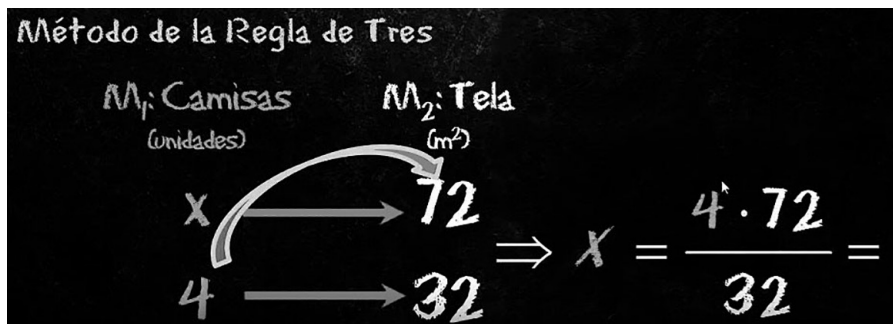 Método de la Regla de Tres
M₁: Camisas M₂: Tela
(unidades) (m²)
x 72
4 32
⇒ x = 4 · 72 / 32 =